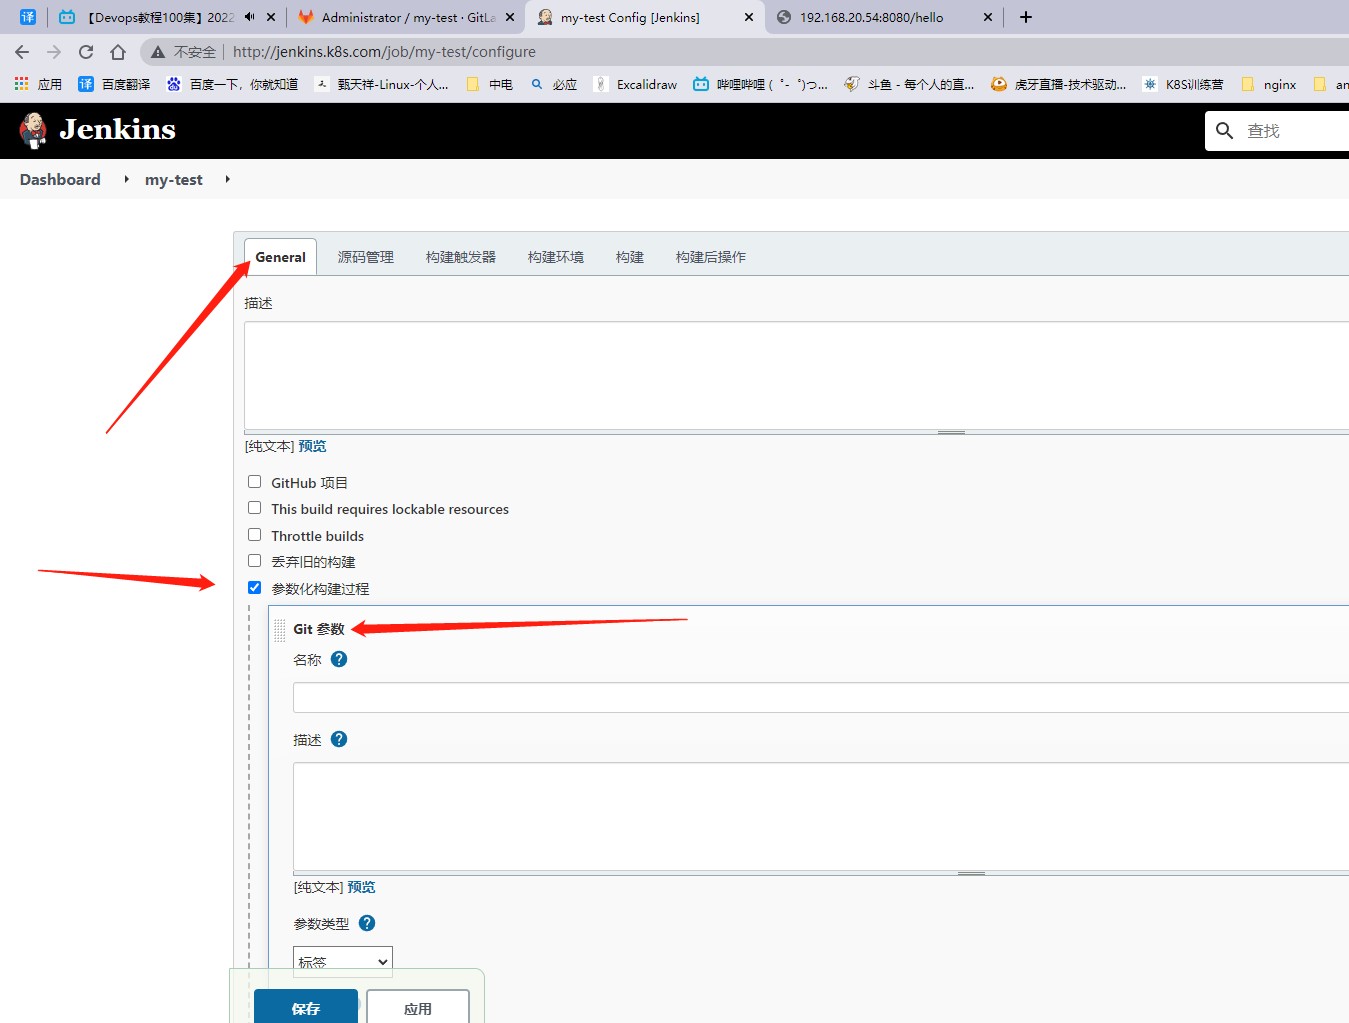 译
【Devops教程100集】2022
Administrator / my-test · GitLa
my-test Config [Jenkins]
192.168.20.54:8080/hello
不安全 | http://jenkins.k8s.com/job/my-test/configure
应用
译 百度翻译
百度一下，你就知道
甄天祥-Linux-个人...
中电
必应
Excalidraw
哔哩哔哩 ( ゜- ゜)つ...
斗鱼 - 每个人的直...
虎牙直播-技术驱动...
K8S训练营
nginx
an
Jenkins
查找
Dashboard
my-test
General
源码管理
构建触发器
构建环境
构建
构建后操作
描述
[纯文本] 预览
GitHub 项目
This build requires lockable resources
Throttle builds
丢弃旧的构建
参数化构建过程
Git 参数
名称 ?
描述 ?
[纯文本] 预览
参数类型 ?
标签
保存
应用